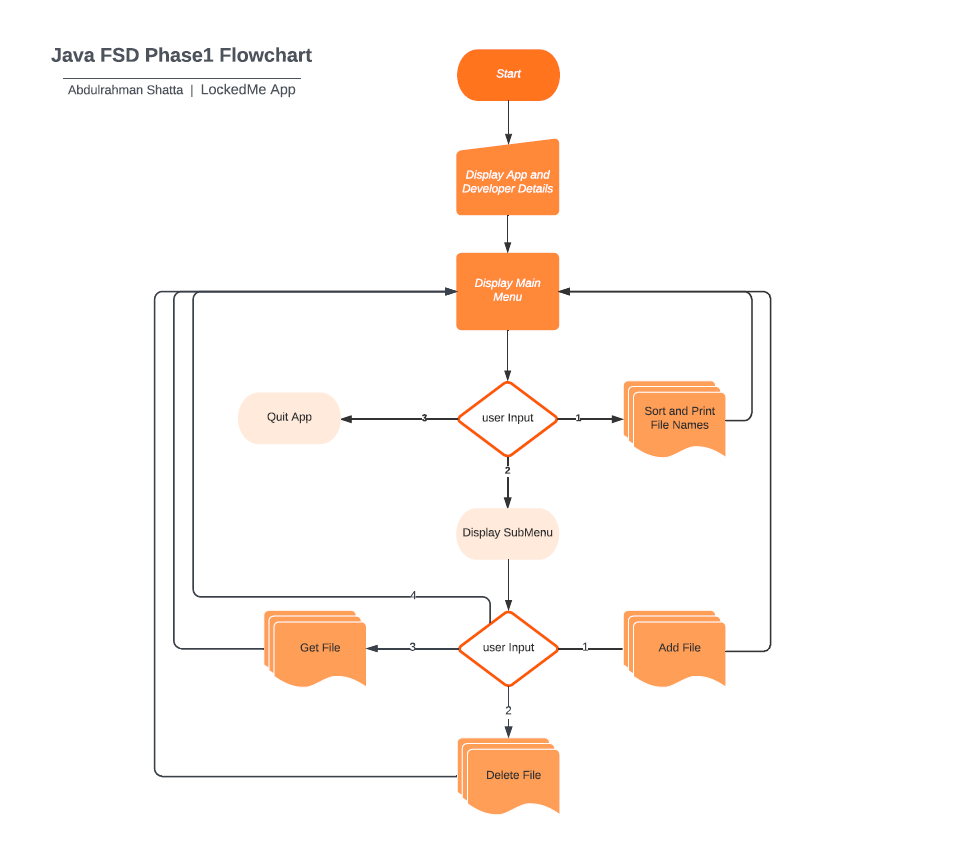 Java FSD Phase1 Flowchart
Abdulrahman Shatta | LockedMe App
Start
Display App and
Developer Details
Display Main
Menu
Quit App
3
user Input
1
Sort and Print
File Names
2
Display SubMenu
4
Get File
3
user Input
1
Add File
2
Delete File